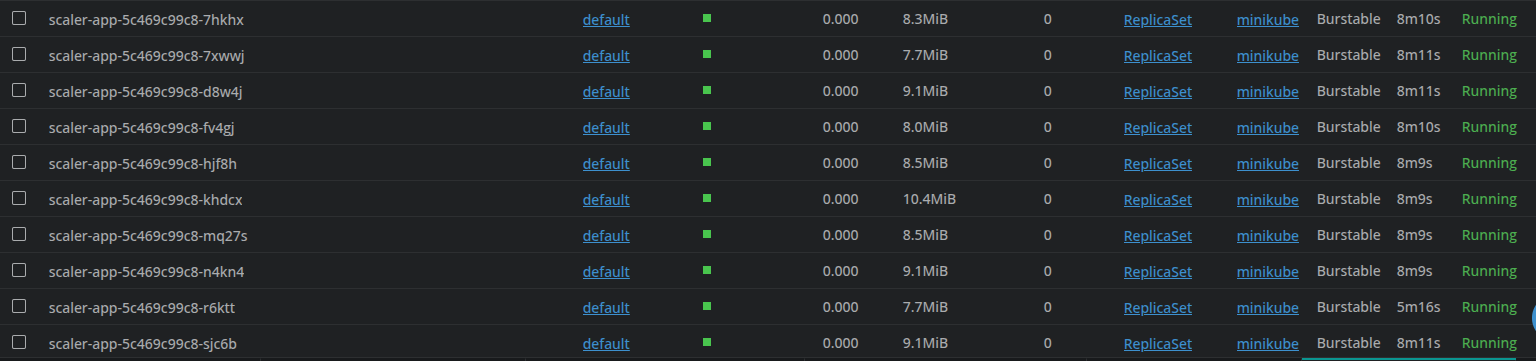 scaler-app-5c469c99c8-7hkhx default 0.000 8.3MiB 0 ReplicaSet minikube Burstable 8m10s Running
scaler-app-5c469c99c8-7xwwj default 0.000 7.7MiB 0 ReplicaSet minikube Burstable 8m11s Running
scaler-app-5c469c99c8-d8w4j default 0.000 9.1MiB 0 ReplicaSet minikube Burstable 8m11s Running
scaler-app-5c469c99c8-fv4gj default 0.000 8.0MiB 0 ReplicaSet minikube Burstable 8m10s Running
scaler-app-5c469c99c8-hjf8h default 0.000 8.5MiB 0 ReplicaSet minikube Burstable 8m9s Running
scaler-app-5c469c99c8-khdcx default 0.000 10.4MiB 0 ReplicaSet minikube Burstable 8m9s Running
scaler-app-5c469c99c8-mq27s default 0.000 8.5MiB 0 ReplicaSet minikube Burstable 8m9s Running
scaler-app-5c469c99c8-n4kn4 default 0.000 9.1MiB 0 ReplicaSet minikube Burstable 8m9s Running
scaler-app-5c469c99c8-r6ktt default 0.000 7.7MiB 0 ReplicaSet minikube Burstable 5m16s Running
scaler-app-5c469c99c8-sjc6b default 0.000 9.1MiB 0 ReplicaSet minikube Burstable 8m11s Running